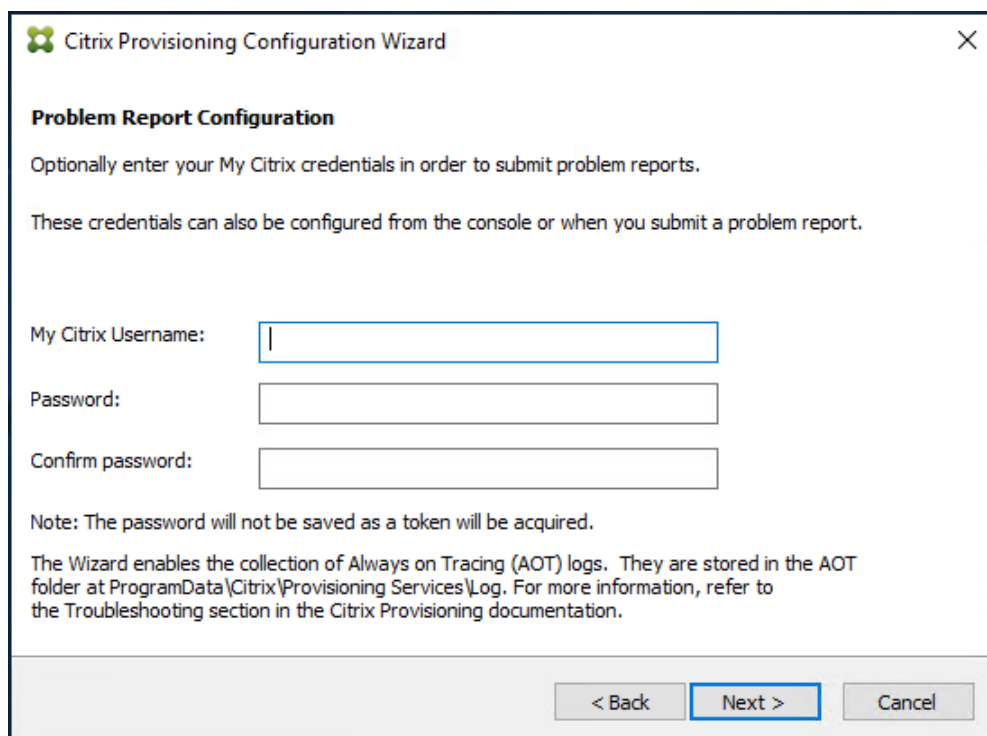 Citrix Provisioning Configuration Wizard
Problem Report Configuration
Optionally enter your My Citrix credentials in order to submit problem reports.
These credentials can also be configured from the console or when you submit a problem report.
My Citrix Username:
Password:
Confirm password:
Note: The password will not be saved as a token will be acquired.
The Wizard enables the collection of Always on Tracing (AOT) logs.  They are stored in the AOT
folder at ProgramData\Citrix\Provisioning Services\Log. For more information, refer to
the Troubleshooting section in the Citrix Provisioning documentation.
< Back Next > Cancel